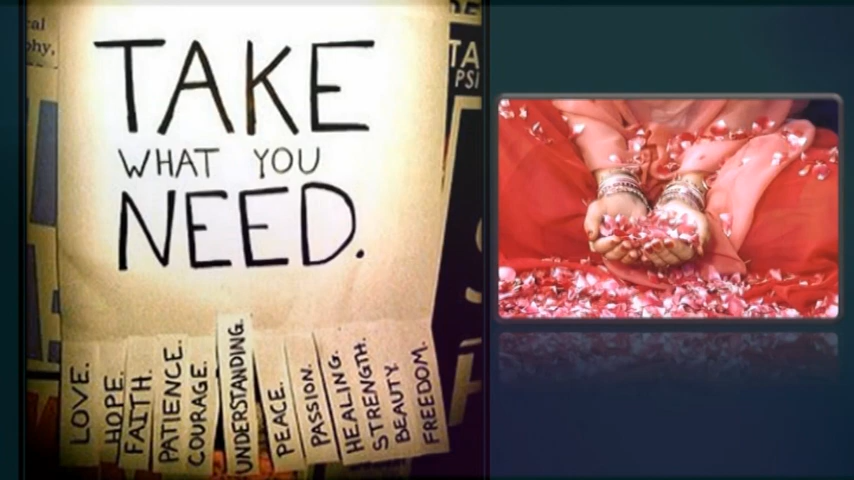 TAKE
WHAT YOU
NEED.
LOVE.
HOPE.
FAITH.
PATIENCE.
COURAGE.
UNDERSTANDING.
PEACE.
PASSION.
HEALING.
STRENGTH.
BEAUTY.
FREEDOM.